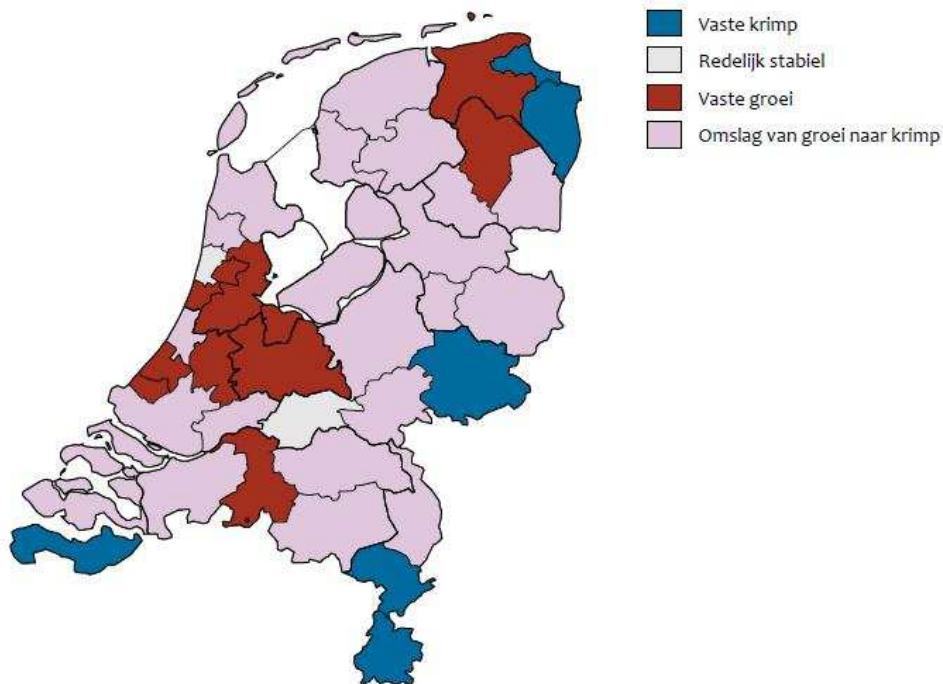 Vaste krimp
Redelijk stabiel
Vaste groei
Omslag van groei naar krimp